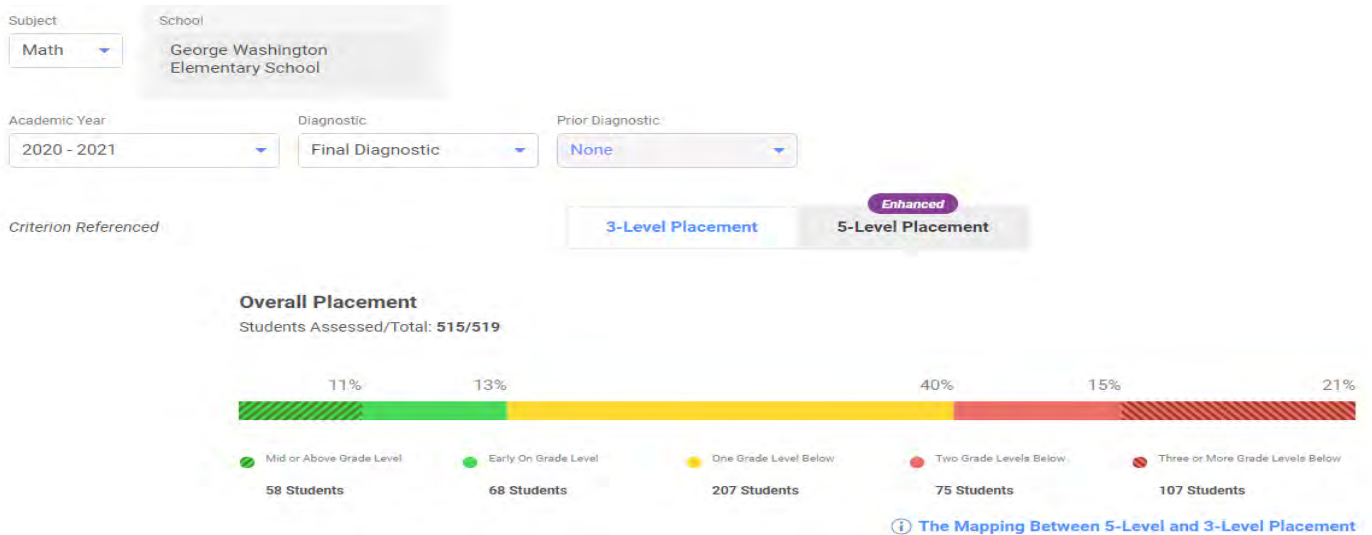 Subject
School
Math
George Washington
Elementary School
Academic Year
Diagnostic
Prior Diagnostic
2020 - 2021
Final Diagnostic
None
Enhanced
Criterion Referenced
3-Level Placement
5-Level Placement
Overall Placement
Students Assessed/Total: 515/519
11%
13%
40%
15%
21%
Mid or Above Grade Level
Early On Grade Level
One Grade Level Below
Two Grade Levels Below
Three or More Grade Levels Below
58 Students
68 Students
207 Students
75 Students
107 Students
The Mapping Between 5-Level and 3-Level Placement